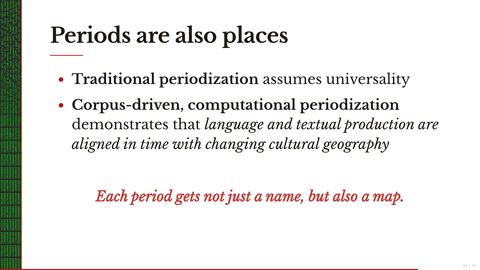 Periods are also places
• Traditional periodization assumes universality
• Corpus-driven, computational periodization
demonstrates that language and textual production are
aligned in time with changing cultural geography
Each period gets not just a name, but also a map.